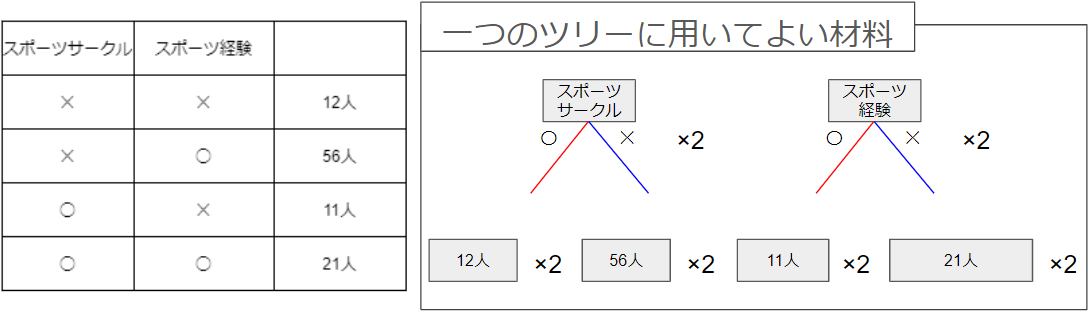 スポーツサークル スポーツ経験
× × 12人
× ○ 56人
○ × 11人
○ ○ 21人
一つのツリーに用いてよい材料
スポーツ
サークル
○ × ×2
スポーツ
経験
○ × ×2
12人 ×2 56人 ×2 11人 ×2 21人 ×2